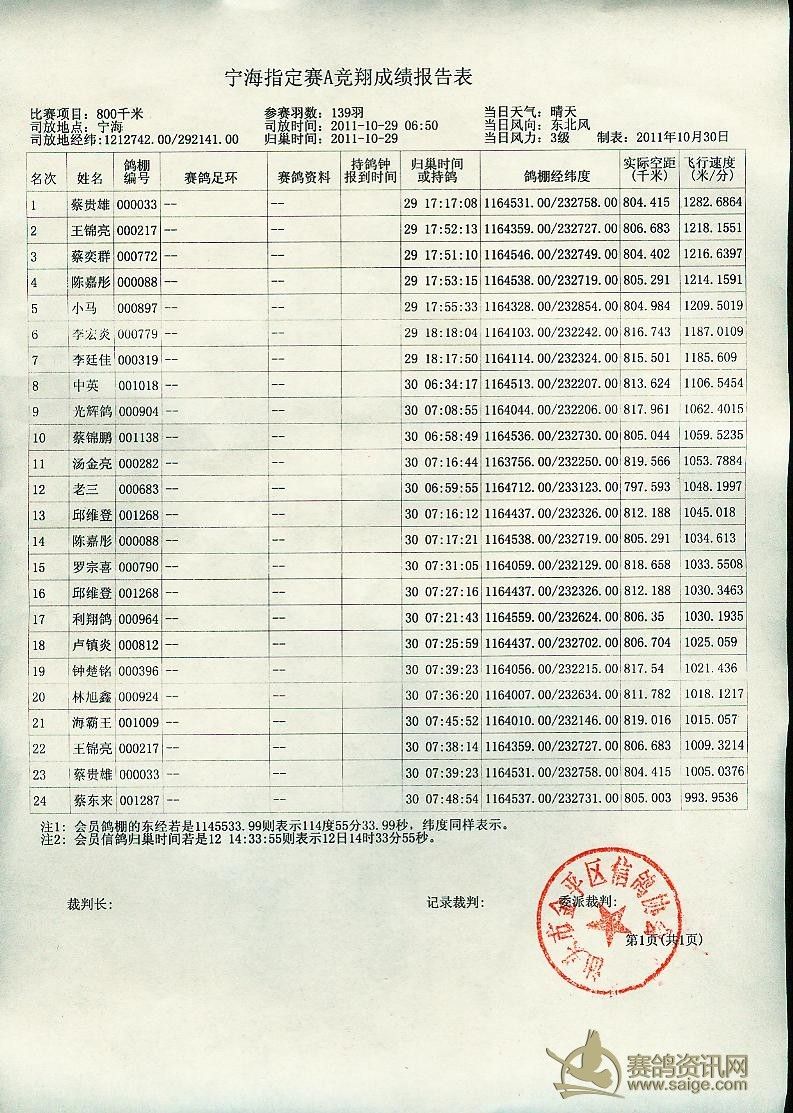 宁海指定赛A竞翔成绩报告表
比赛项目: 800千米 参赛羽数: 139羽 当日天气: 晴天
司放地点: 宁海 司放时间: 2011-10-29 06:50 当日风向: 东北风
司放地经纬:1212742.00/292141.00 归巢时间: 2011-10-29 当日风力: 3级 制表: 2011年10月30日
名次 姓名 鸽棚编号 赛鸽足环 赛鸽资料 持鸽钟报到时间 归巢时间或持鸽 鸽棚经纬度 实际空距(千米) 飞行速度(米/分)
1 蔡贵雄 000033 -- -- 29 17:17:08 1164531.00/232758.00 804.415 1282.6864
2 王锦亮 000217 -- -- 29 17:52:13 1164359.00/232727.00 806.683 1218.1551
3 蔡奕群 000772 -- -- 29 17:51:10 1164546.00/232749.00 804.402 1216.6397
4 陈嘉彤 000088 -- -- 29 17:53:15 1164538.00/232719.00 805.291 1214.1591
5 小马 000897 -- -- 29 17:55:33 1164328.00/232854.00 804.984 1209.5019
6 李宏炎 000779 -- -- 29 18:18:04 1164103.00/232242.00 816.743 1187.0109
7 李廷佳 000319 -- -- 29 18:17:50 1164114.00/232324.00 815.501 1185.609
8 中英 001018 -- -- 30 06:34:17 1164513.00/232207.00 813.624 1106.5454
9 光辉鸽 000904 -- -- 30 07:08:55 1164044.00/232206.00 817.961 1062.4015
10 蔡锦鹏 001138 -- -- 30 06:58:49 1164536.00/232730.00 805.044 1059.5235
11 汤金亮 000282 -- -- 30 07:16:44 1163756.00/232250.00 819.566 1053.7884
12 老三 000683 -- -- 30 06:59:55 1164712.00/233123.00 797.593 1048.1997
13 邱维登 001268 -- -- 30 07:16:12 1164437.00/232326.00 812.188 1045.018
14 陈嘉彤 000088 -- -- 30 07:17:21 1164538.00/232719.00 805.291 1034.613
15 罗宗喜 000790 -- -- 30 07:31:05 1164059.00/232129.00 818.658 1033.5508
16 邱维登 001268 -- -- 30 07:27:16 1164437.00/232326.00 812.188 1030.3463
17 利翔鸽 000964 -- -- 30 07:21:43 1164559.00/232624.00 806.35 1030.1935
18 卢镇炎 000812 -- -- 30 07:25:59 1164437.00/232702.00 806.704 1025.059
19 钟楚铭 000396 -- -- 30 07:39:23 1164056.00/232215.00 817.54 1021.436
20 林旭鑫 000924 -- -- 30 07:36:20 1164007.00/232634.00 811.782 1018.1217
21 海霸王 001009 -- -- 30 07:45:52 1164010.00/232146.00 819.016 1015.057
22 王锦亮 000217 -- -- 30 07:38:14 1164359.00/232727.00 806.683 1009.3214
23 蔡贵雄 000033 -- -- 30 07:39:23 1164531.00/232758.00 804.415 1005.0376
24 蔡东来 001287 -- -- 30 07:48:54 1164537.00/232731.00 805.003 993.9536
注1: 会员鸽棚的东经若是1145533.99则表示114度55分33.99秒，纬度同样表示。
注2: 会员信鸽归巢时间若是12 14:33:55则表示12日14时33分55秒。
裁判长: 记录裁判: 委派裁判:
汕头市金平区信鸽协会
第1页(共1页)
赛鸽资讯网
www.saige.com